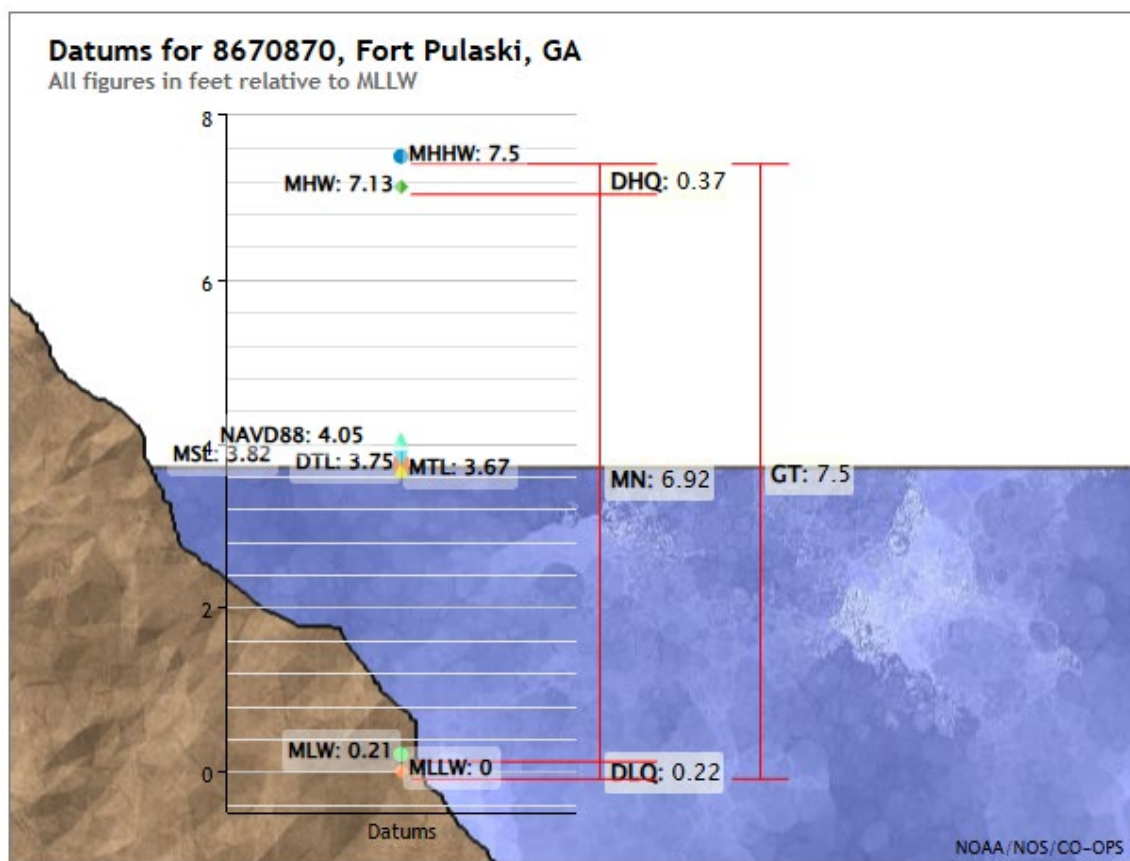 Datums for 8670870, Fort Pulaski, GA
All figures in feet relative to MLLW
8
MHHW: 7.5
MHW: 7.13
DHQ: 0.37
6
NAVD88: 4.05
4
MSL: 3.82
DTL: 3.75
MTL: 3.67
MN: 6.92
GT: 7.5
2
MLW: 0.21
0
MLLW: 0
DLQ: 0.22
Datums
NOAA/NOS/CO-OPS